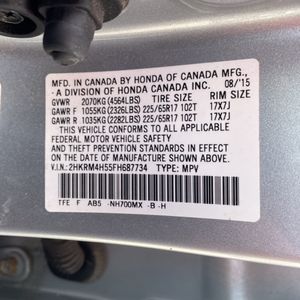 MFD. IN CANADA BY HONDA OF CANADA MFG.,
- A DIVISION OF HONDA CANADA INC. 08/'15
GVWR 2070KG (4564LBS) TIRE SIZE RIM SIZE
GAWR F 1055KG (2326LBS) 225/65R17 102T 17X7J
GAWR R 1035KG (2282LBS) 225/65R17 102T 17X7J
THIS VEHICLE CONFORMS TO ALL APPLICABLE
FEDERAL MOTOR VEHICLE SAFETY STANDARDS IN
EFFECT ON THE DATE OF MANUFACTURE SHOWN ABOVE.
V.I.N.: 2HKRM4H55FH687734 TYPE: MPV
TFE F AB5 -NH700MX -B -H